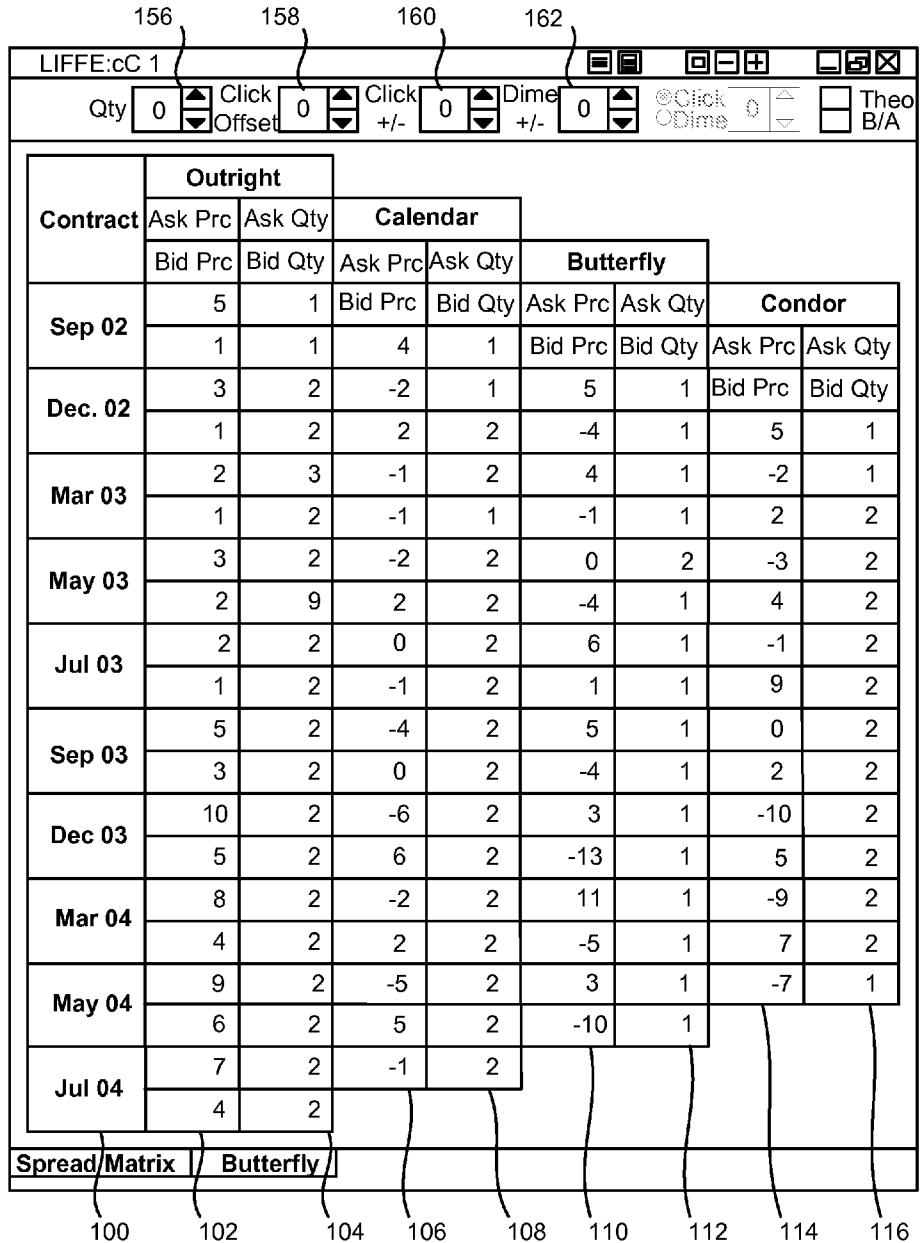 156 158 160 162
LIFFE:cC 1
Qty 0 Click Offset 0 Click +/- 0 Dime +/- 0 Click Dime 0 Theo B/A
Outright
Contract Ask Prc Ask Qty Calendar
Bid Prc Bid Qty Ask Prc Ask Qty Butterfly
Sep 02 5 1 Bid Prc Bid Qty Ask Prc Ask Qty Condor
1 1 4 1 Bid Prc Bid Qty Ask Prc Ask Qty
Dec. 02 3 2 -2 1 5 1 Bid Prc Bid Qty
1 2 2 2 -4 1 5 1
Mar 03 2 3 -1 2 4 1 -2 1
1 2 -1 1 -1 1 2 2
May 03 3 2 -2 2 0 2 -3 2
2 9 2 2 -4 1 4 2
Jul 03 2 2 0 2 6 1 -1 2
1 2 -1 2 1 1 9 2
Sep 03 5 2 -4 2 5 1 0 2
3 2 0 2 -4 1 2 2
Dec 03 10 2 -6 2 3 1 -10 2
5 2 6 2 -13 1 5 2
Mar 04 8 2 -2 2 11 1 -9 2
4 2 2 2 -5 1 7 2
May 04 9 2 -5 2 3 1 -7 1
6 2 5 2 -10 1
Jul 04 7 2 -1 2
4 2
Spread Matrix Butterfly
100 102 104 106 108 110 112 114 116